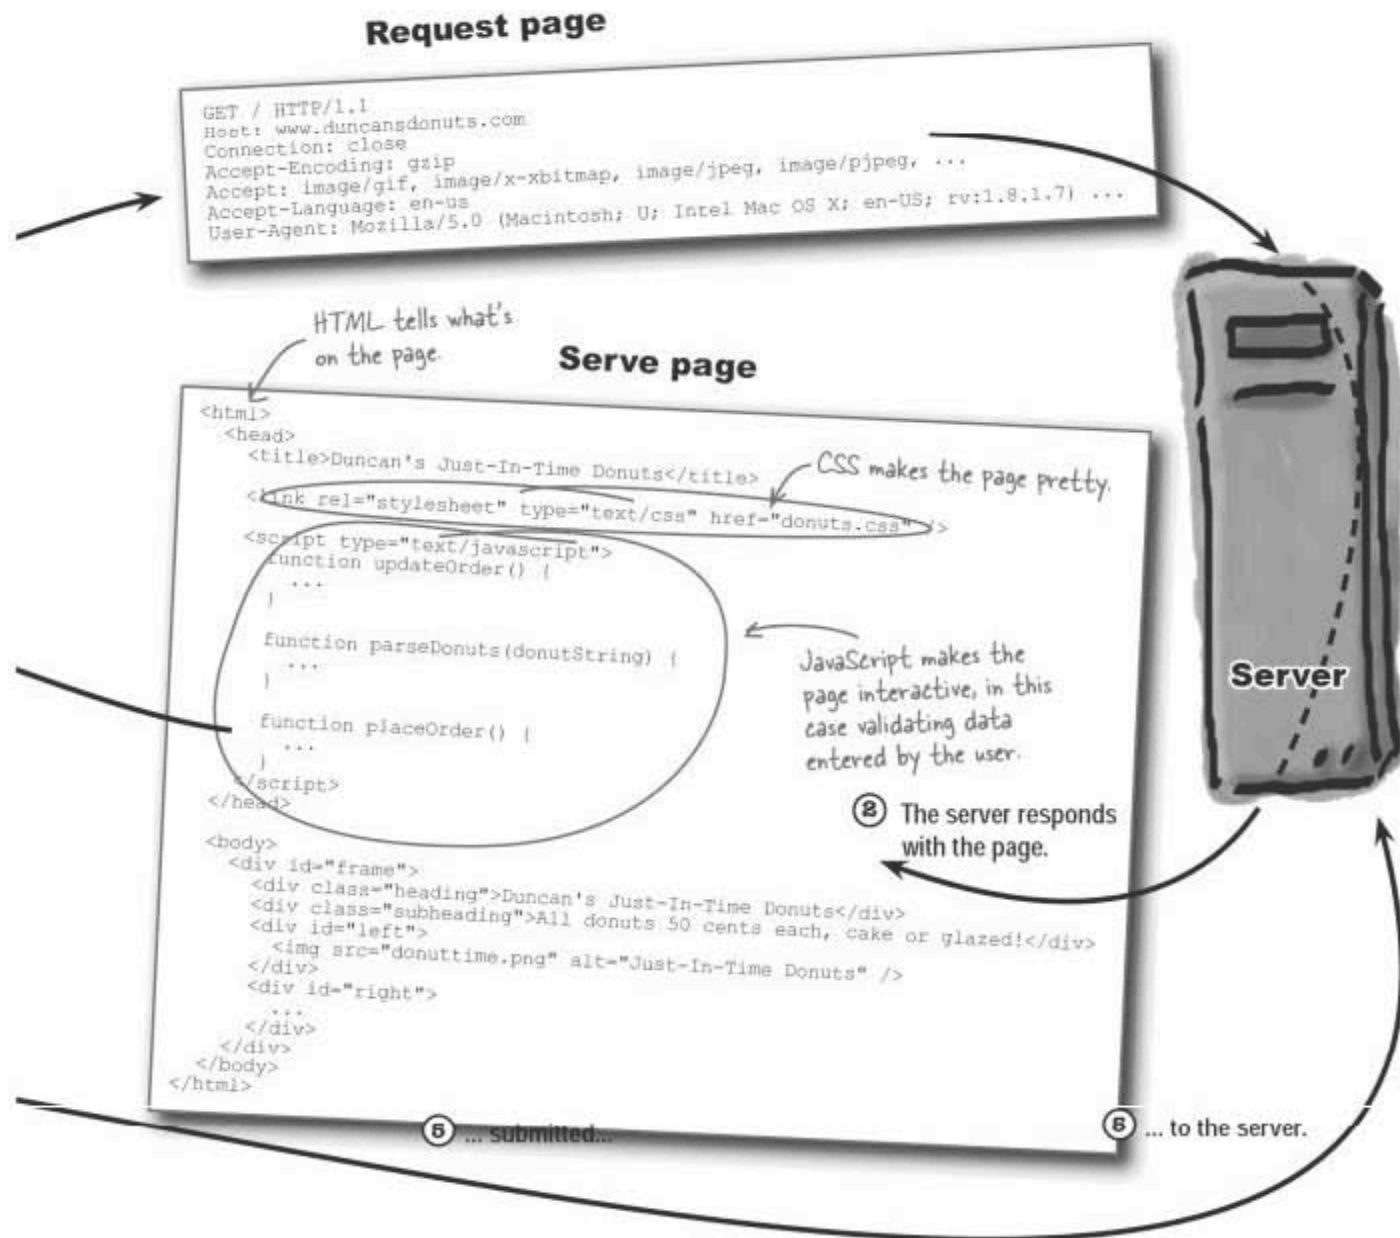 Request page
GET / HTTP/1.1
Host: www.duncansdonuts.com
Connection: close
Accept-Encoding: gzip
Accept: image/gif, image/x-xbitmap, image/jpeg, image/pjpeg, ...
Accept-Language: en-us
User-Agent: Mozilla/5.0 (Macintosh; U; Intel Mac OS X; en-US; rv:1.8.1.7) ...
HTML tells what's
on the page.
Serve page
<html>
<head>
<title>Duncan's Just-In-Time Donuts</title>
CSS makes the page pretty.
<link rel="stylesheet" type="text/css" href="donuts.css" />
<script type="text/javascript">
function updateOrder() {
...
}
function parseDonuts(donutString) {
...
}
function placeOrder() {
...
}
</script>
</head>
JavaScript makes the
page interactive, in this
case validating data
entered by the user.
Server
2 The server responds
with the page.
<body>
<div id="frame">
<div class="heading">Duncan's Just-In-Time Donuts</div>
<div class="subheading">All donuts 50 cents each, cake or glazed!</div>
<div id="left">
<img src="donuttime.png" alt="Just-In-Time Donuts" />
</div>
<div id="right">
...
</div>
</div>
</body>
</html>
5 ... submitted...
... to the server.